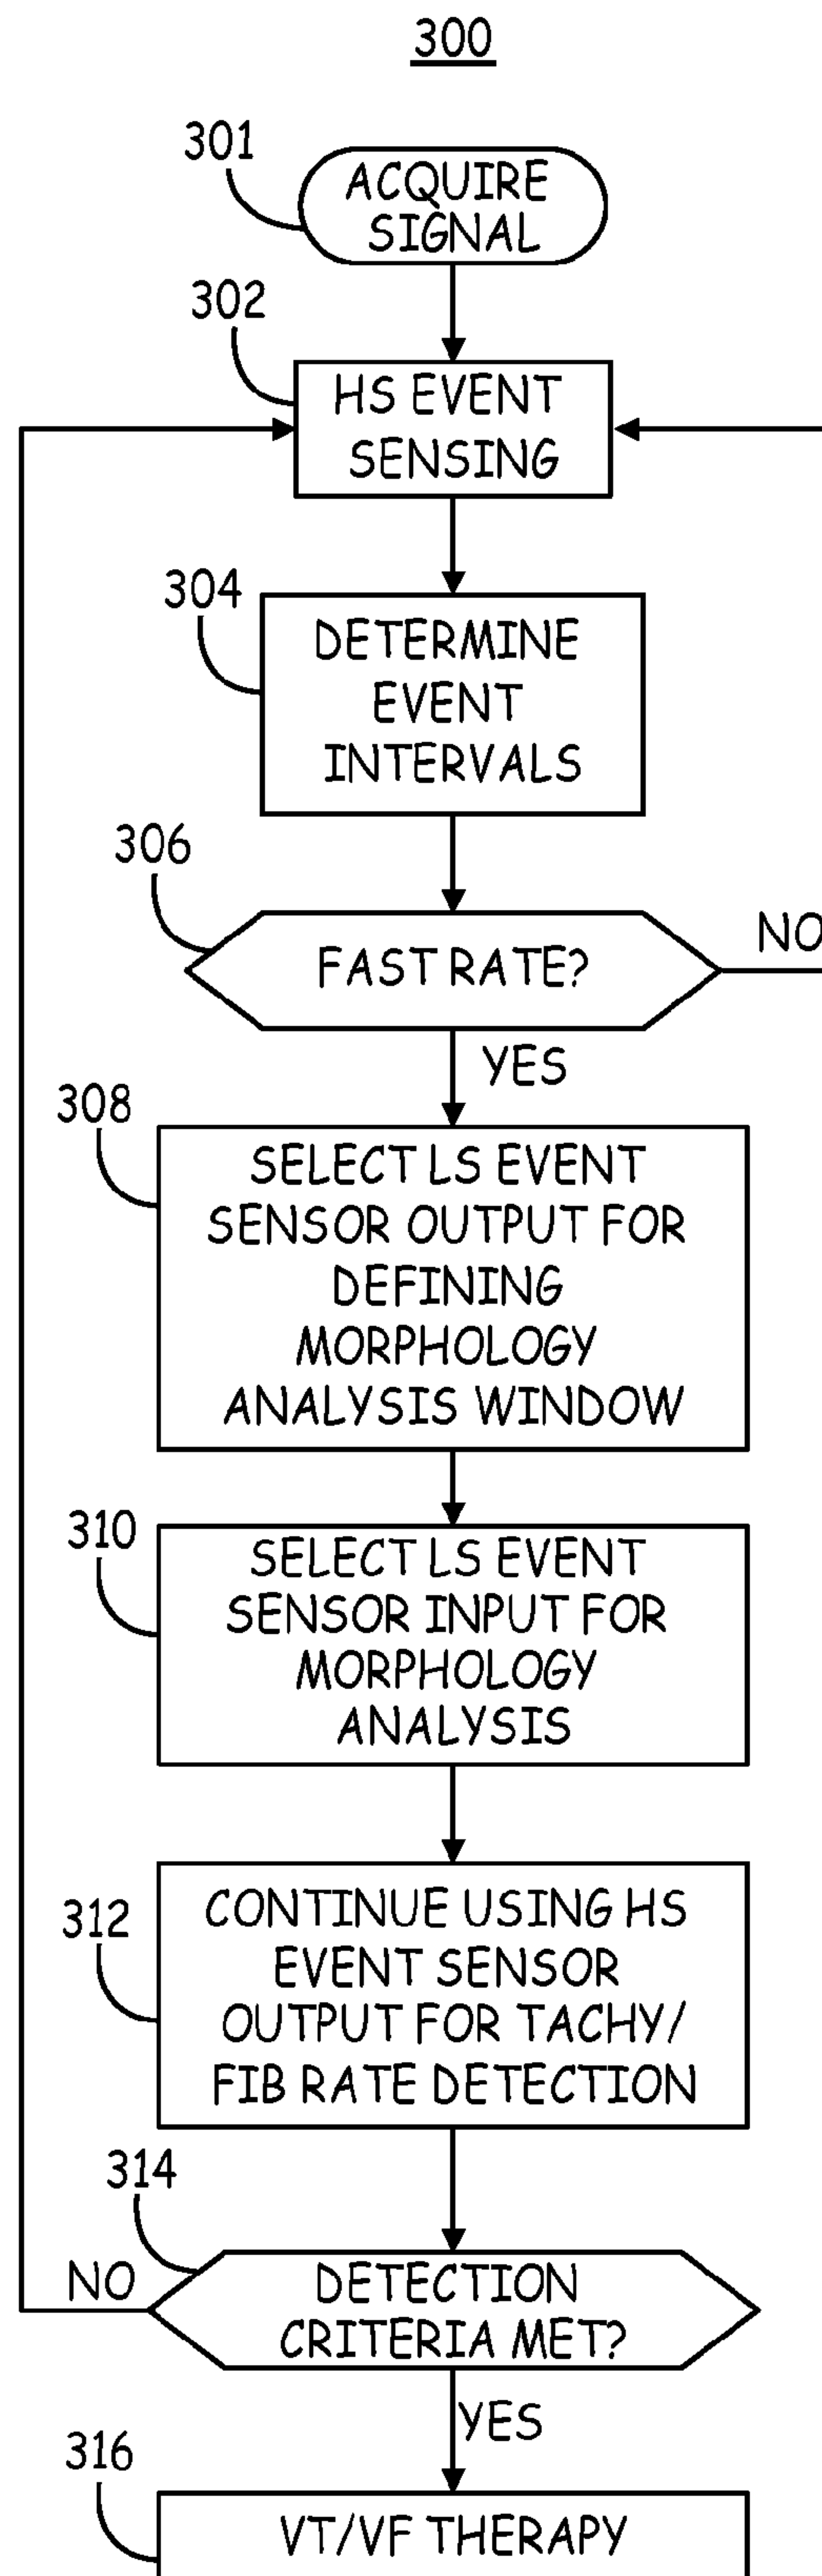 300
301
ACQUIRE
SIGNAL
302
HS EVENT
SENSING
304
DETERMINE
EVENT
INTERVALS
306
FAST RATE?
NO
YES
308
SELECT LS EVENT
SENSOR OUTPUT FOR
DEFINING
MORPHOLOGY
ANALYSIS WINDOW
310
SELECT LS EVENT
SENSOR INPUT FOR
MORPHOLOGY
ANALYSIS
312
CONTINUE USING HS
EVENT SENSOR
OUTPUT FOR TACHY/
FIB RATE DETECTION
314
NO
DETECTION
CRITERIA MET?
YES
316
VT/VF THERAPY